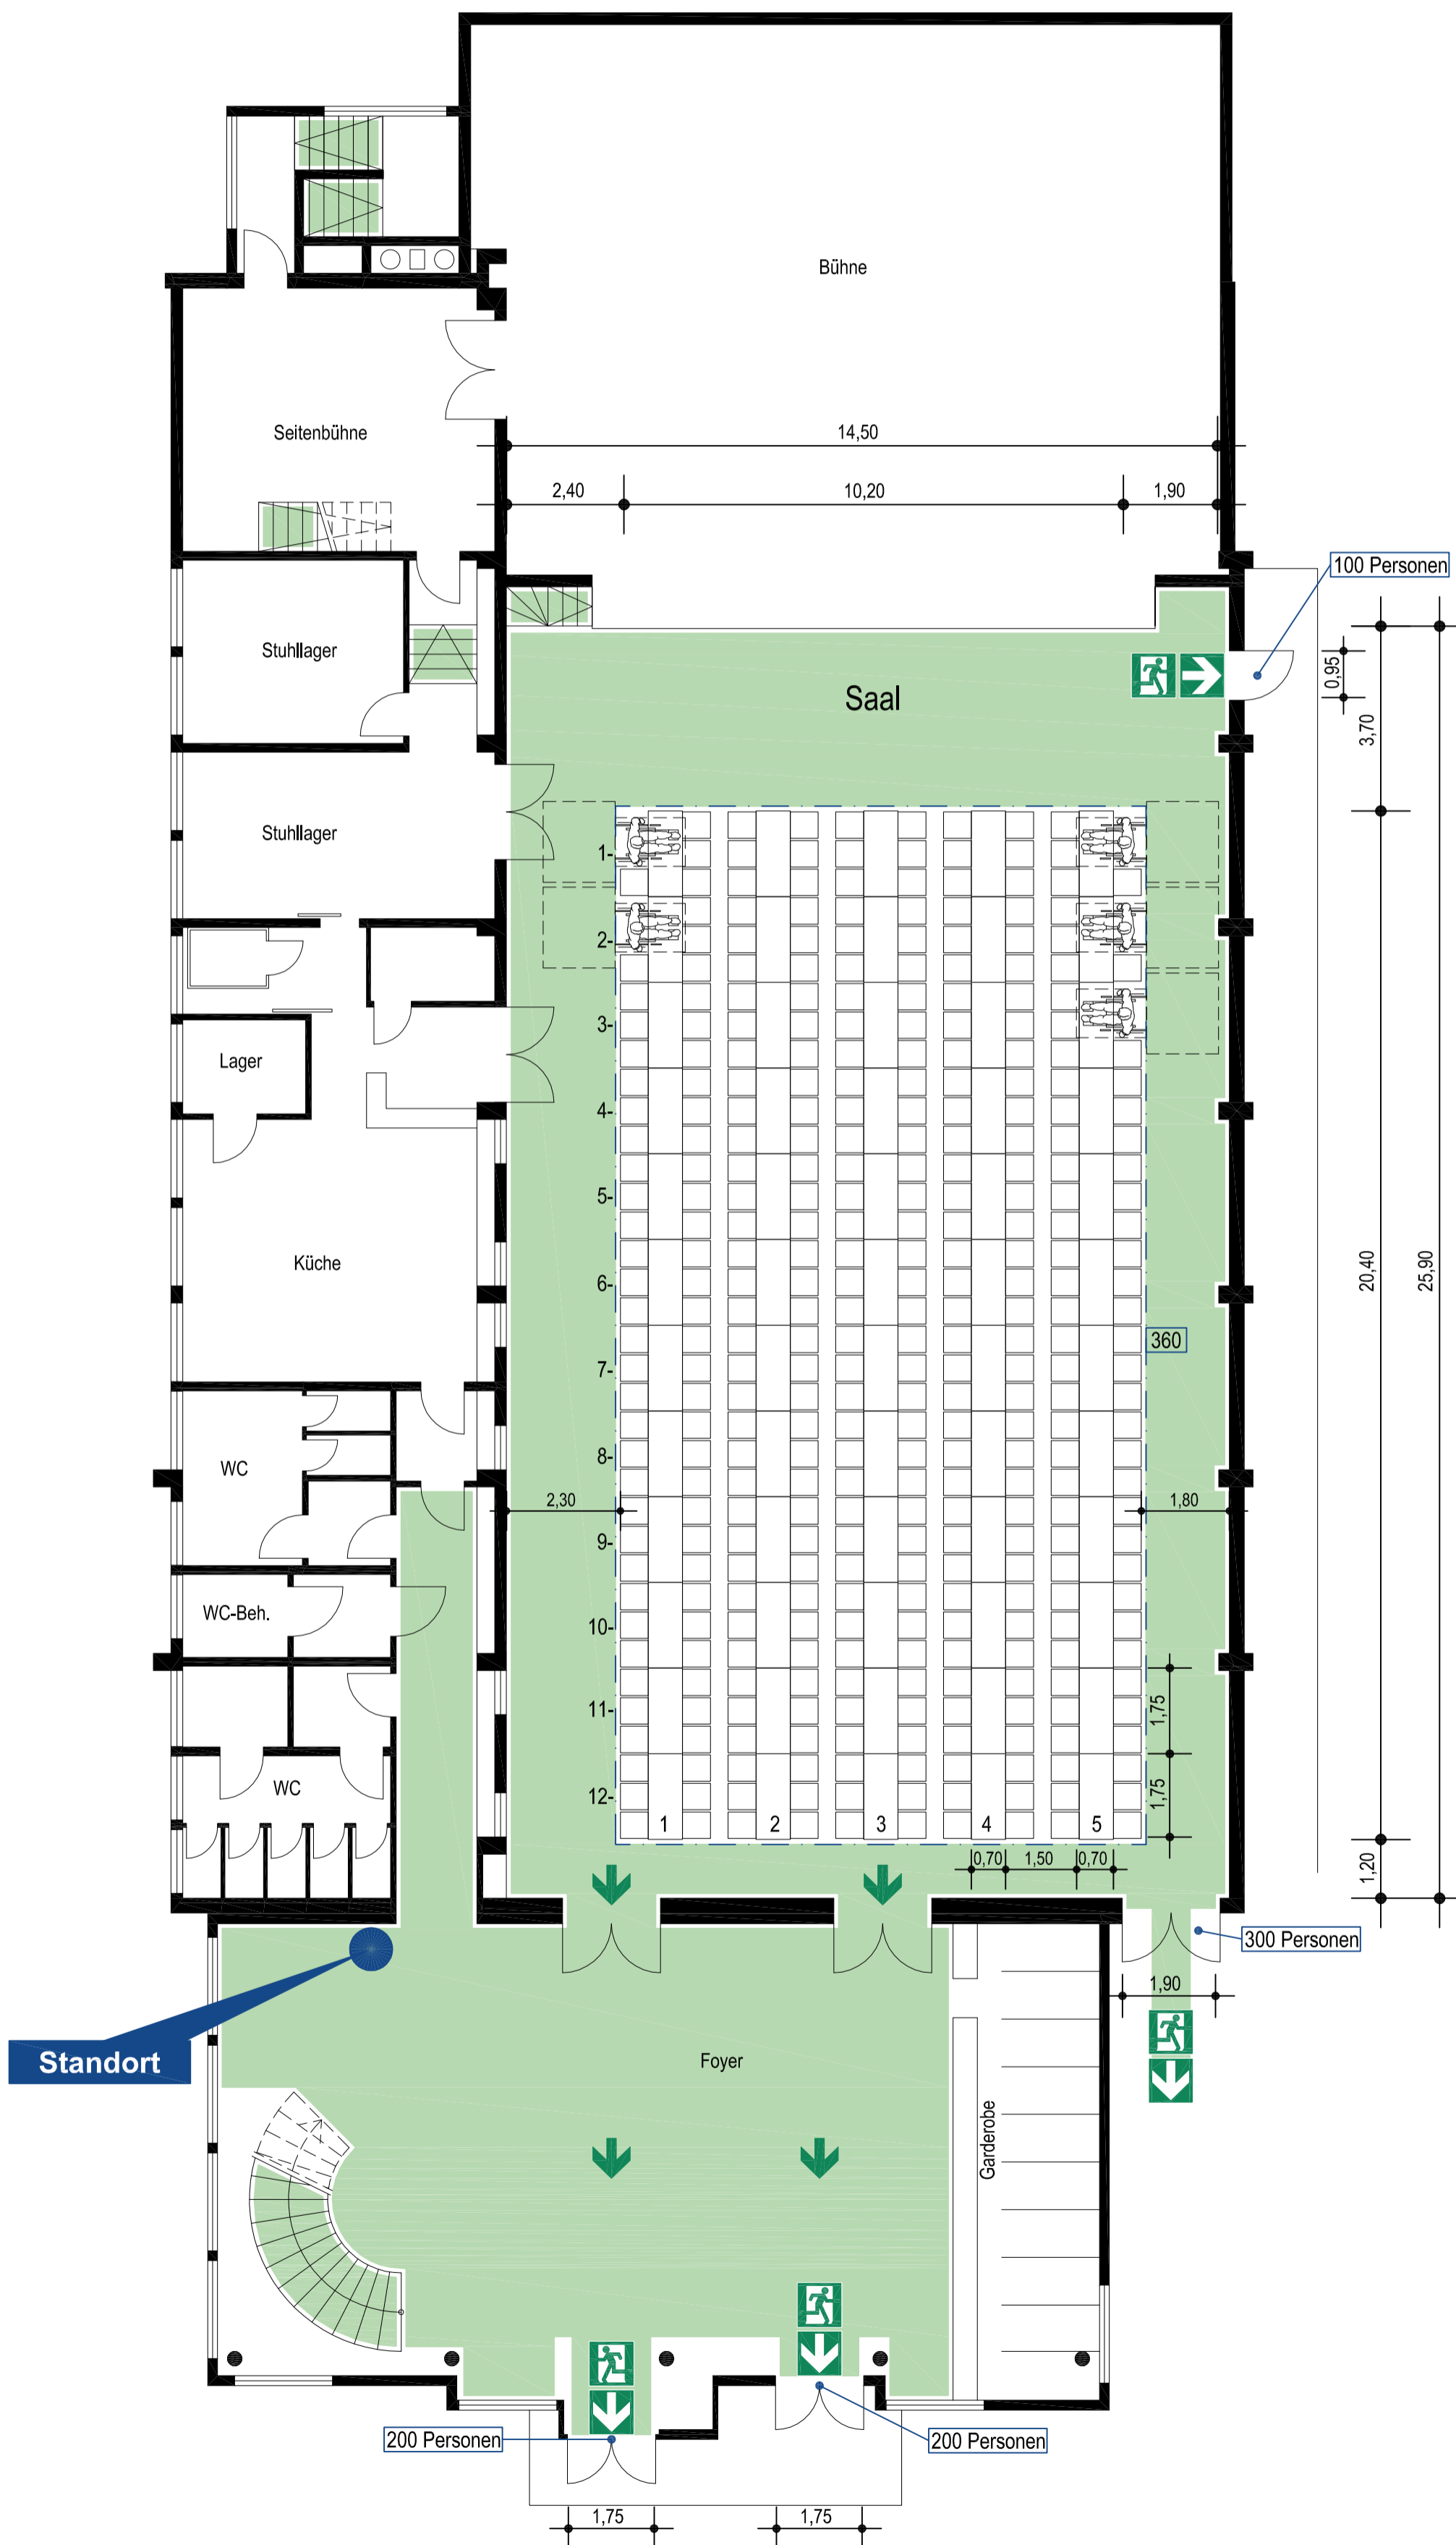 Bühne
Seitenbühne
14,50
2,40
10,20
1,90
100 Personen
Stuhllager
Saal
0,95
3,70
Stuhllager
1-
2-
3-
Lager
4-
5-
Küche
6-
20,40
25,90
360
7-
WC
8-
2,30
1,80
9-
WC-Beh.
10-
11-
1,75
WC
12-
1,75
1
2
3
4
5
0,70
1,50
0,70
1,20
300 Personen
1,90
Standort
Foyer
Garderobe
200 Personen
200 Personen
1,75
1,75